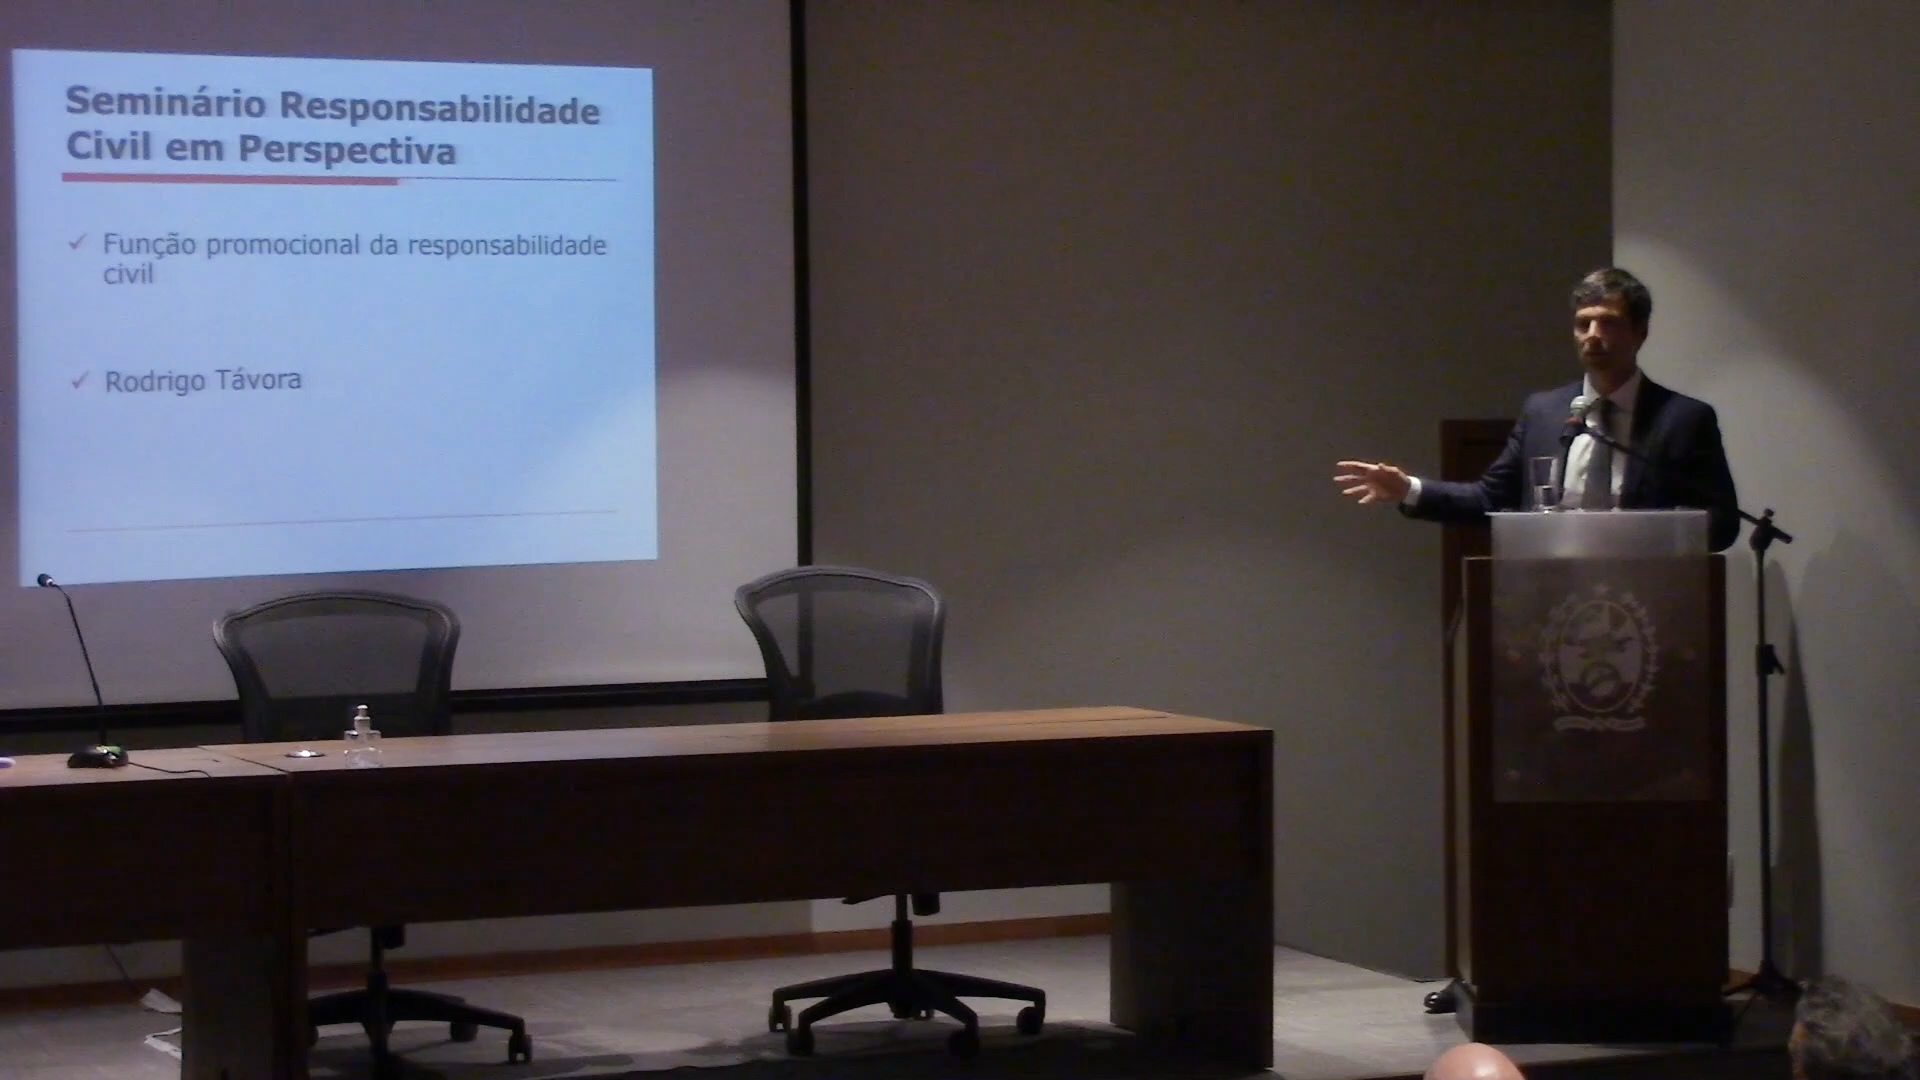 Seminário Responsabilidade
Civil em Perspectiva
Função promocional da responsabilidade
civil
Rodrigo Távora